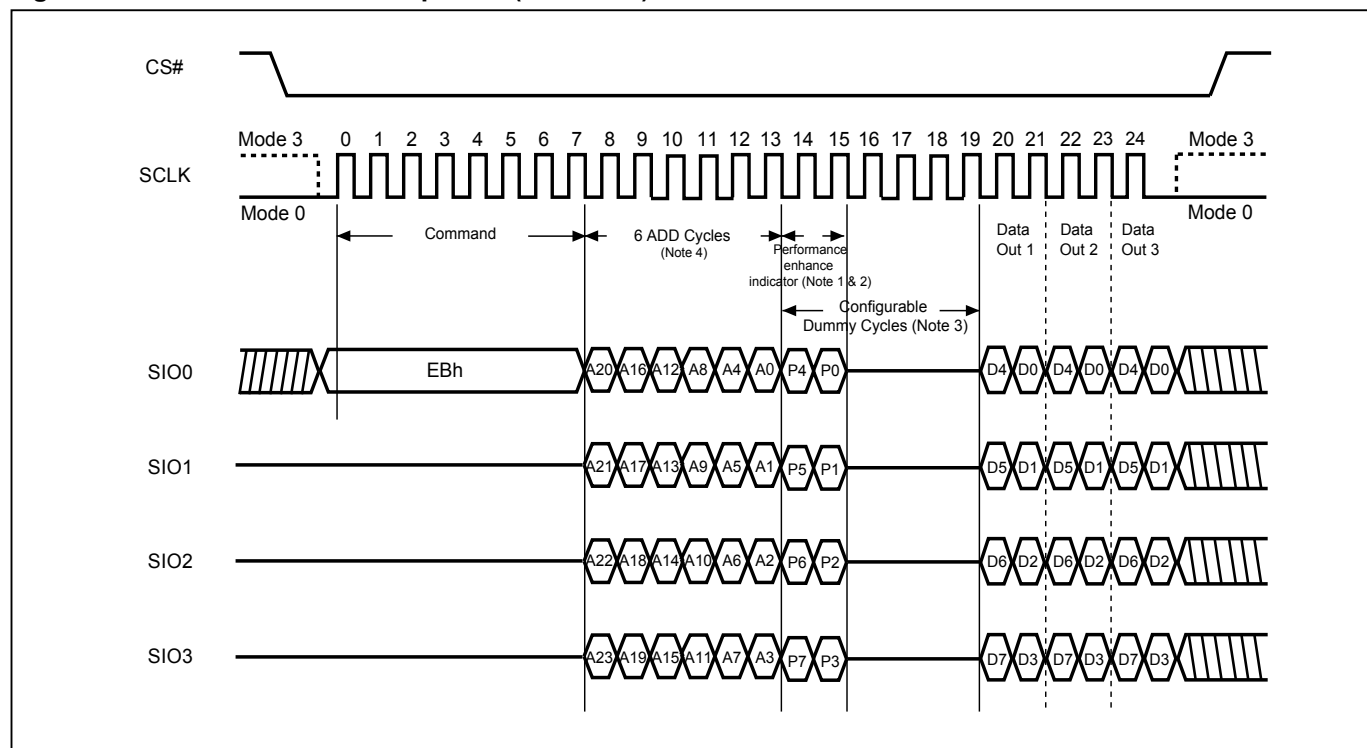 CS#
Mode 3 0 1 2 3 4 5 6 7 8 9 10 11 12 13 14 15 16 17 18 19 20 21 22 23 24 Mode 3
SCLK
Mode 0 Mode 0
Command
6 ADD Cycles
(Note 4)
Performance
enhance
indicator (Note 1 & 2)
Data
Out 1
Data
Out 2
Data
Out 3
Configurable
Dummy Cycles (Note 3)
SIO0 EBh A20 A16 A12 A8 A4 A0 P4 P0 D4 D0 D4 D0 D4 D0
SIO1 A21 A17 A13 A9 A5 A1 P5 P1 D5 D1 D5 D1 D5 D1
SIO2 A22 A18 A14 A10 A6 A2 P6 P2 D6 D2 D6 D2 D6 D2
SIO3 A23 A19 A15 A11 A7 A3 P7 P3 D7 D3 D7 D3 D7 D3